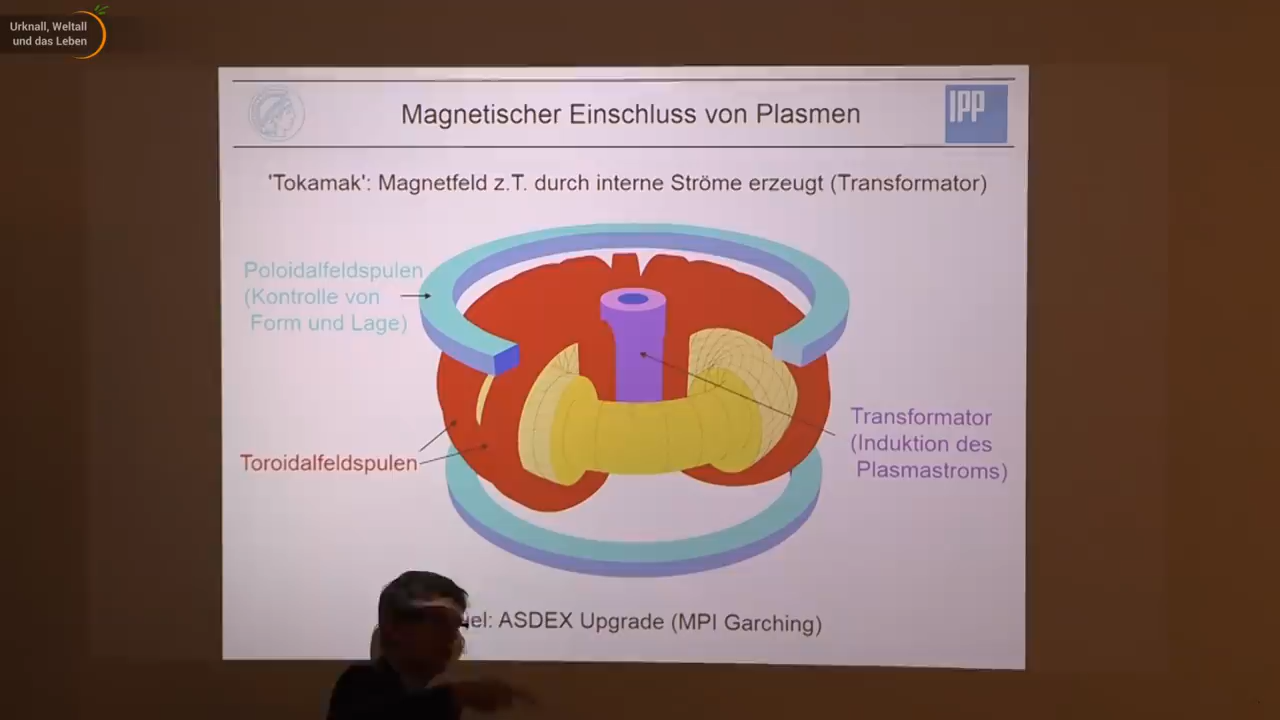 Urknall, Weltall
und das Leben
Magnetischer Einschluss von Plasmen
IPP
'Tokamak': Magnetfeld z.T. durch interne Ströme erzeugt (Transformator)
Poloidalfeldspulen
(Kontrolle von
Form und Lage)
Transformator
(Induktion des
Plasmastroms)
Toroidalfeldspulen
ASDEX Upgrade (MPI Garching)